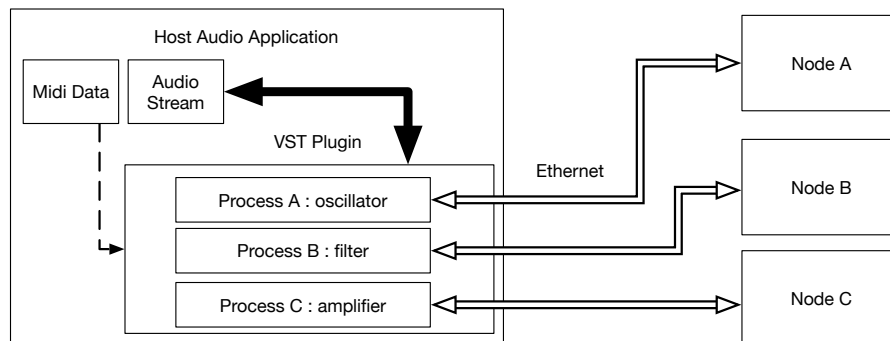 Host Audio Application
Midi Data
Audio
Stream
VST Plugin
Process A : oscillator
Process B : filter
Process C : amplifier
Ethernet
Node A
Node B
Node C